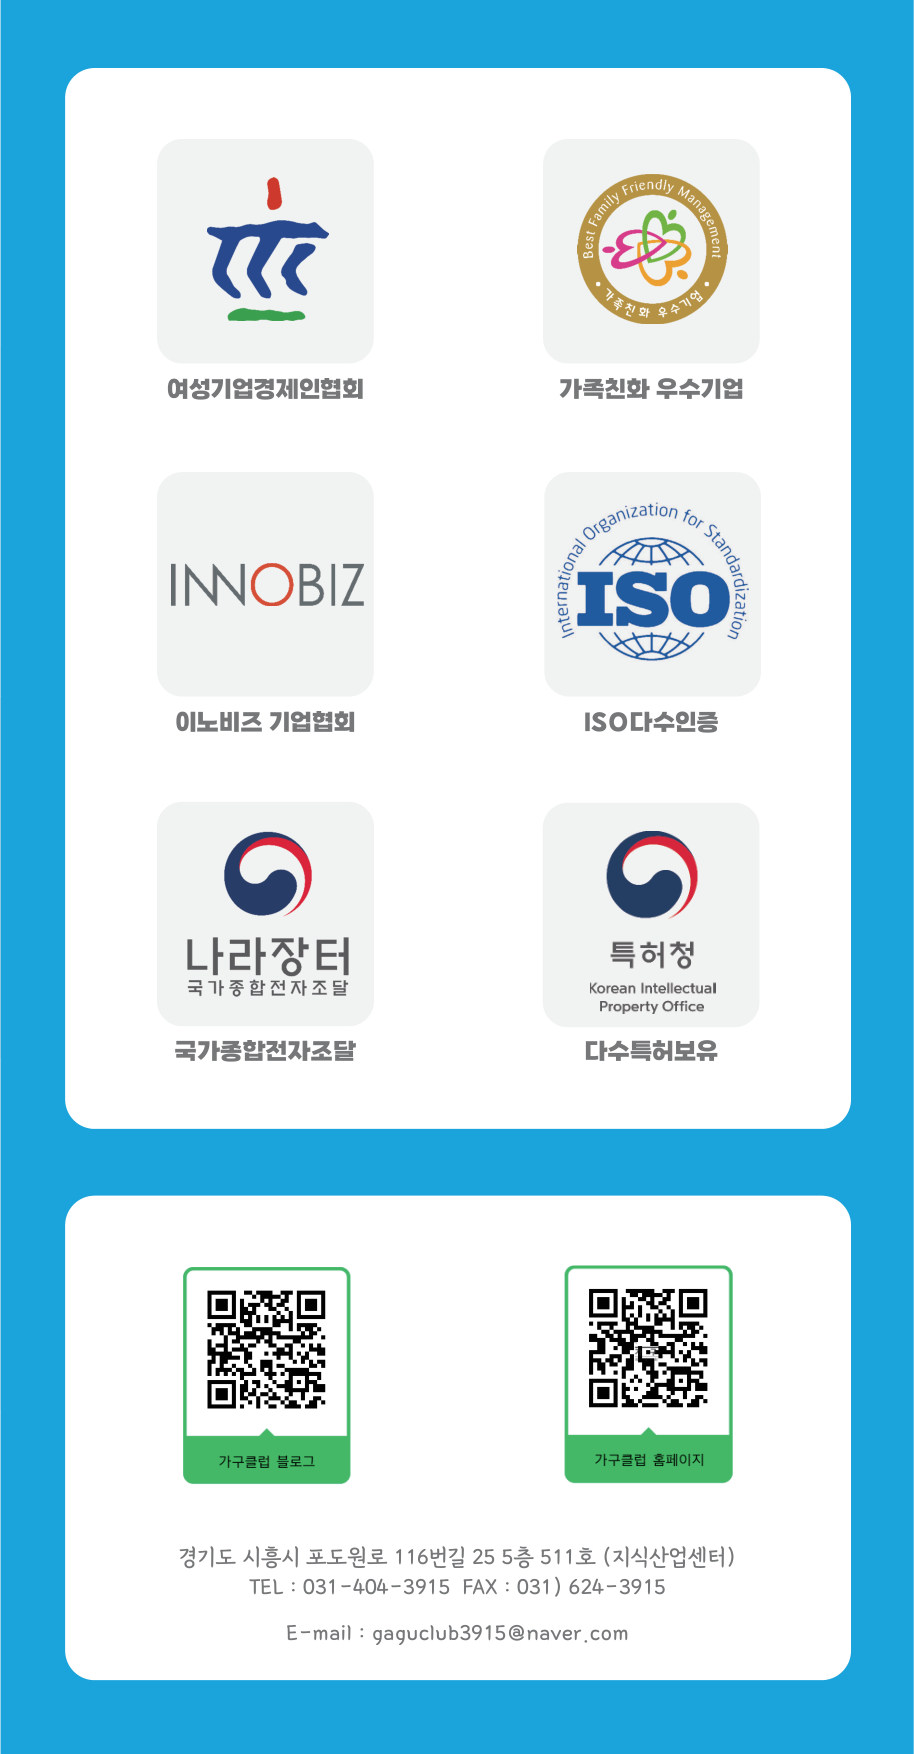 Best Family Friendly Management
가족친화 우수기업
여성기업경제인협회
가족친화 우수기업
INNOBIZ
International Organization for Standardization
ISO
이노비즈 기업협회
ISO다수인증
나라장터
국가종합전자조달
특허청
Korean Intellectual
Property Office
국가종합전자조달
다수특허보유
가구클럽 블로그
가구클럽 홈페이지
경기도 시흥시 포도원로 116번길 25 5층 511호 (지식산업센터)
TEL : 031-404-3915 FAX : 031) 624-3915
E-mail : gaguclub3915@naver.com